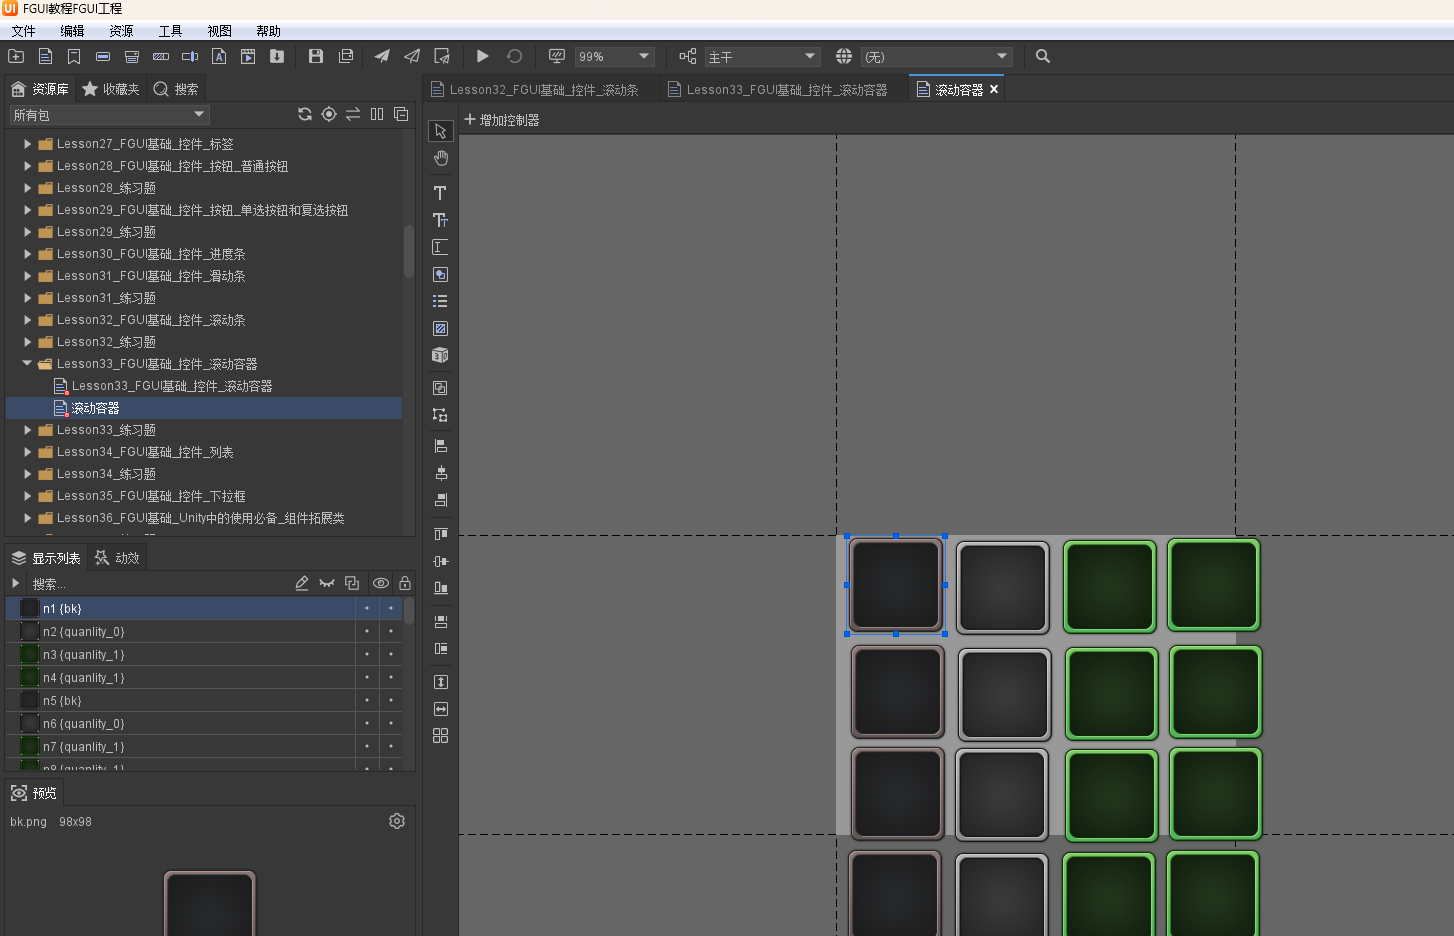 FGUI教程FGUI工程
文件 编辑 资源 工具 视图 帮助
99% 主干 (无)
资源库 收藏夹 搜索
Lesson32_FGUI基础_控件_滚动条 Lesson33_FGUI基础_控件_滚动容器 滚动容器
所有包
增加控制器
Lesson27_FGUI基础_控件_标签
Lesson28_FGUI基础_控件_按钮_普通按钮
Lesson28_练习题
Lesson29_FGUI基础_控件_按钮_单选按钮和复选按钮
Lesson29_练习题
Lesson30_FGUI基础_控件_进度条
Lesson31_FGUI基础_控件_滑动条
Lesson31_练习题
Lesson32_FGUI基础_控件_滚动条
Lesson32_练习题
Lesson33_FGUI基础_控件_滚动容器
Lesson33_FGUI基础_控件_滚动容器
滚动容器
Lesson33_练习题
Lesson34_FGUI基础_控件_列表
Lesson34_练习题
Lesson35_FGUI基础_控件_下拉框
Lesson36_FGUI基础_Unity中的使用必备_组件拓展类
显示列表 动效
搜索...
n1 {bk}
n2 {quanlity_0}
n3 {quanlity_1}
n4 {quanlity_1}
n5 {bk}
n6 {quanlity_0}
n7 {quanlity_1}
n8 {quanlity_1}
预览
bk.png 98x98